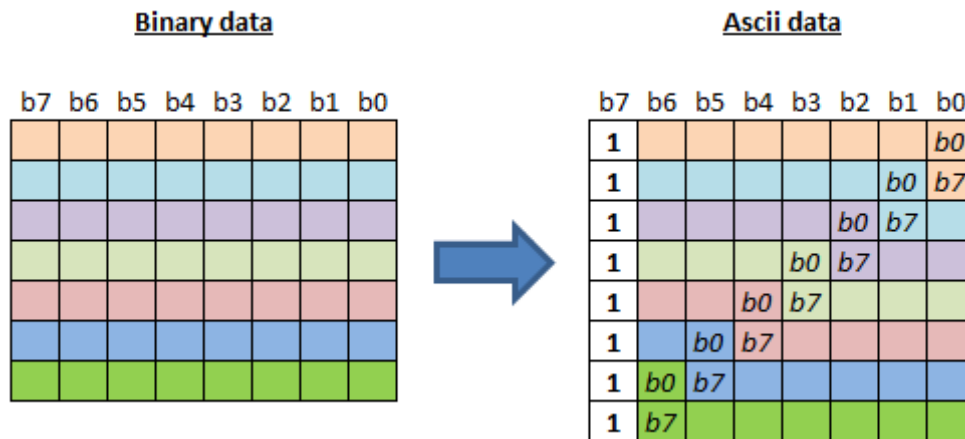 Binary data Ascii data
b7 b6 b5 b4 b3 b2 b1 b0 b7 b6 b5 b4 b3 b2 b1 b0
1 b0
1 b0 b7
1 b0 b7
1 b0 b7
1 b0 b7
1 b0 b7
1 b0 b7
1 b7